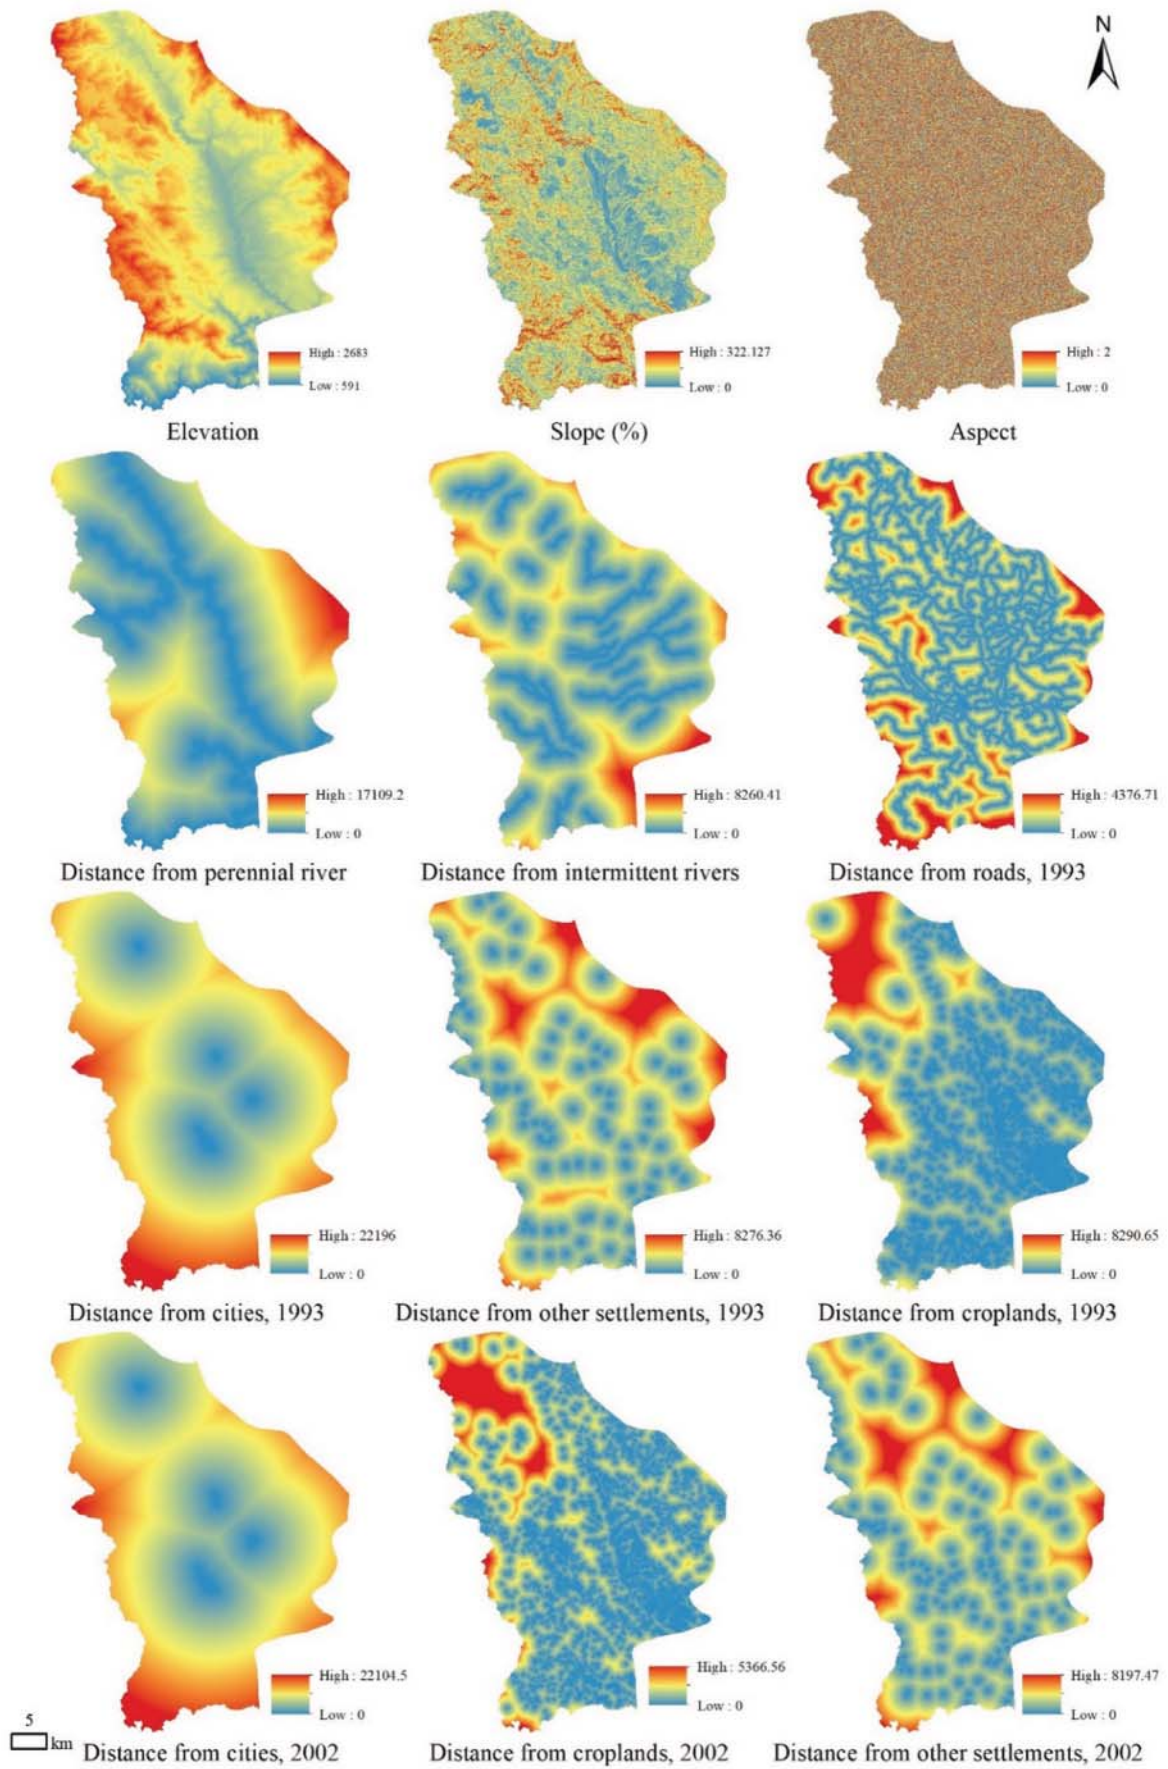 N
High : 2683
Low : 591
High : 322.127
Low : 0
High : 2
Low : 0
Elevation
Slope (%)
Aspect
High : 17109.2
Low : 0
High : 8260.41
Low : 0
High : 4376.71
Low : 0
Distance from perennial river
Distance from intermittent rivers
Distance from roads, 1993
High : 22196
Low : 0
High : 8276.36
Low : 0
High : 8290.65
Low : 0
Distance from cities, 1993
Distance from other settlements, 1993
Distance from croplands, 1993
High : 22104.5
Low : 0
High : 5366.56
Low : 0
High : 8197.47
Low : 0
5
km
Distance from cities, 2002
Distance from croplands, 2002
Distance from other settlements, 2002